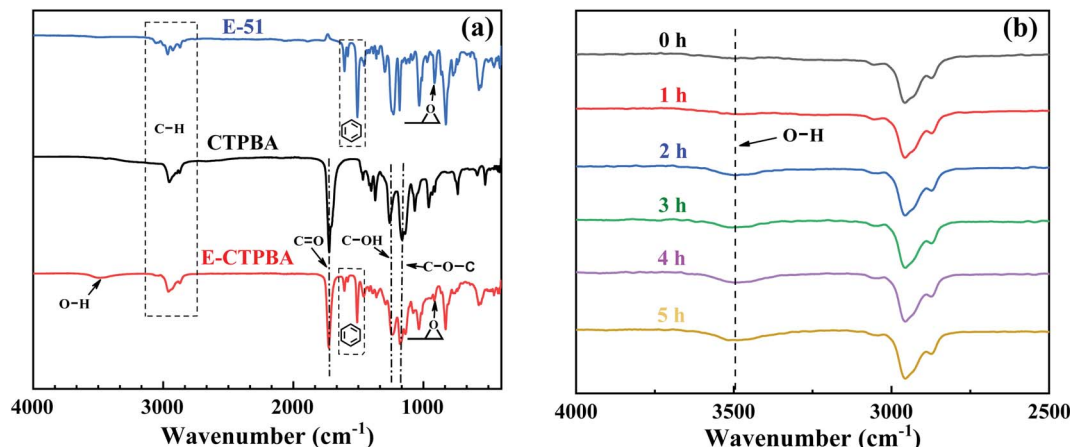 (a)
E-51
C-H
O
CTPBA
C=O
C-OH
C-O-C
E-CTPBA
O-H
O
4000 3000 2000 1000
Wavenumber (cm⁻¹)
(b)
0 h
1 h
O-H
2 h
3 h
4 h
5 h
4000 3500 3000 2500
Wavenumber (cm⁻¹)